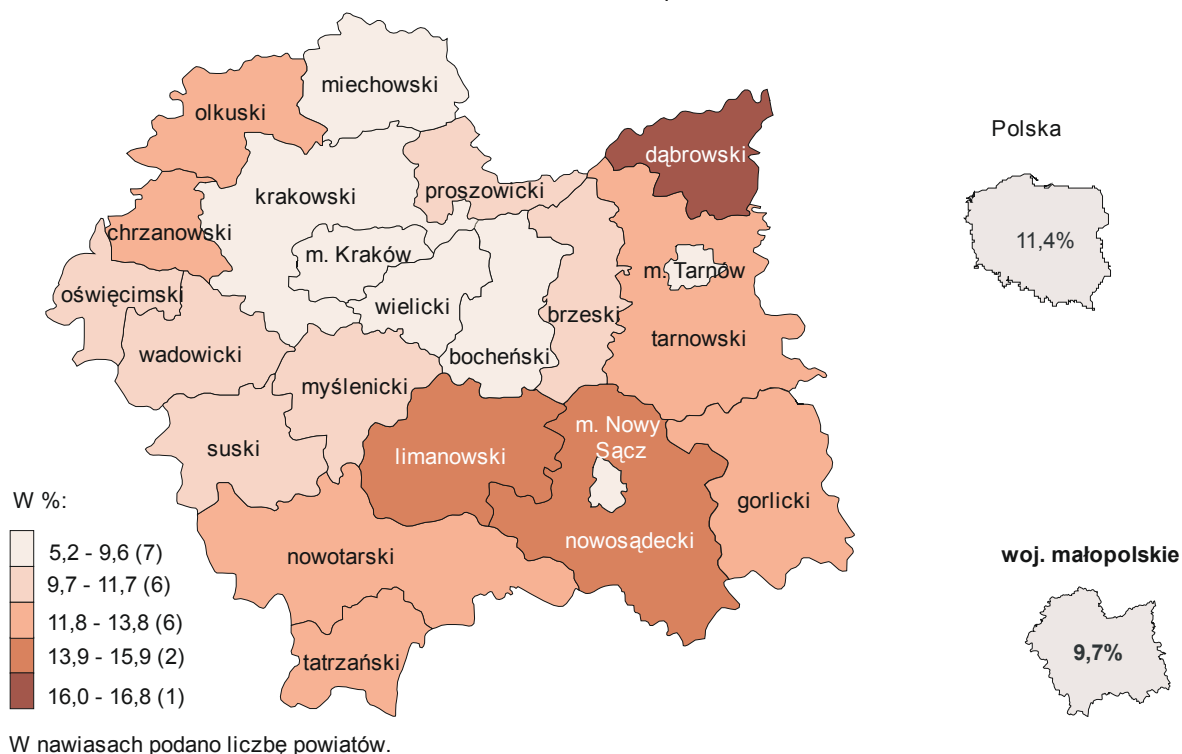 miechowski
olkuski
dąbrowski
Polska
krakowski
proszowicki
chrzanowski
m. Kraków
11,4%
m. Tarnów
oświęcimski
wielicki
brzeski
tarnowski
wadowicki
bocheński
myślenicki
m. Nowy
Sącz
suski
limanowski
gorlicki
W %:
nowosądecki
nowotarski
woj. małopolskie
5,2 - 9,6 (7)
9,7 - 11,7 (6)
11,8 - 13,8 (6)
13,9 - 15,9 (2)
16,0 - 16,8 (1)
9,7%
tatrzański
W nawiasach podano liczbę powiatów.